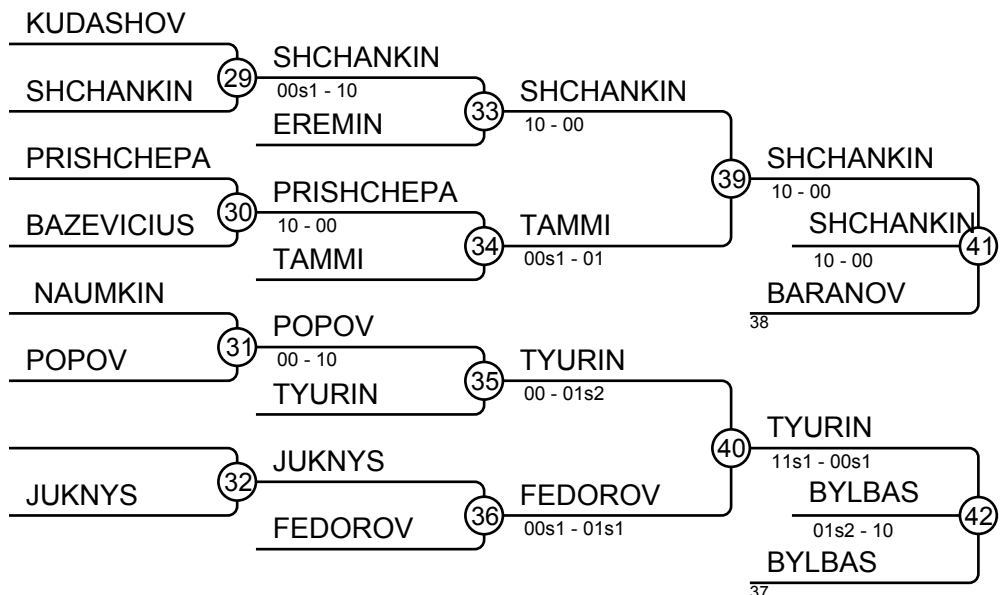 KUDASHOV
SHCHANKIN
29
SHCHANKIN
00s1 - 10
EREMIN
33
SHCHANKIN
10 - 00
PRISHCHEPA
BAZEVICIUS
30
PRISHCHEPA
10 - 00
TAMMI
34
TAMMI
00s1 - 01
39
SHCHANKIN
10 - 00
SHCHANKIN
10 - 00
41
BARANOV
38
NAUMKIN
POPOV
31
POPOV
00 - 10
TYURIN
35
TYURIN
00 - 01s2
JUKNYS
32
JUKNYS
FEDOROV
36
FEDOROV
00s1 - 01s1
40
TYURIN
11s1 - 00s1
BYLBAS
01s2 - 10
42
BYLBAS
37